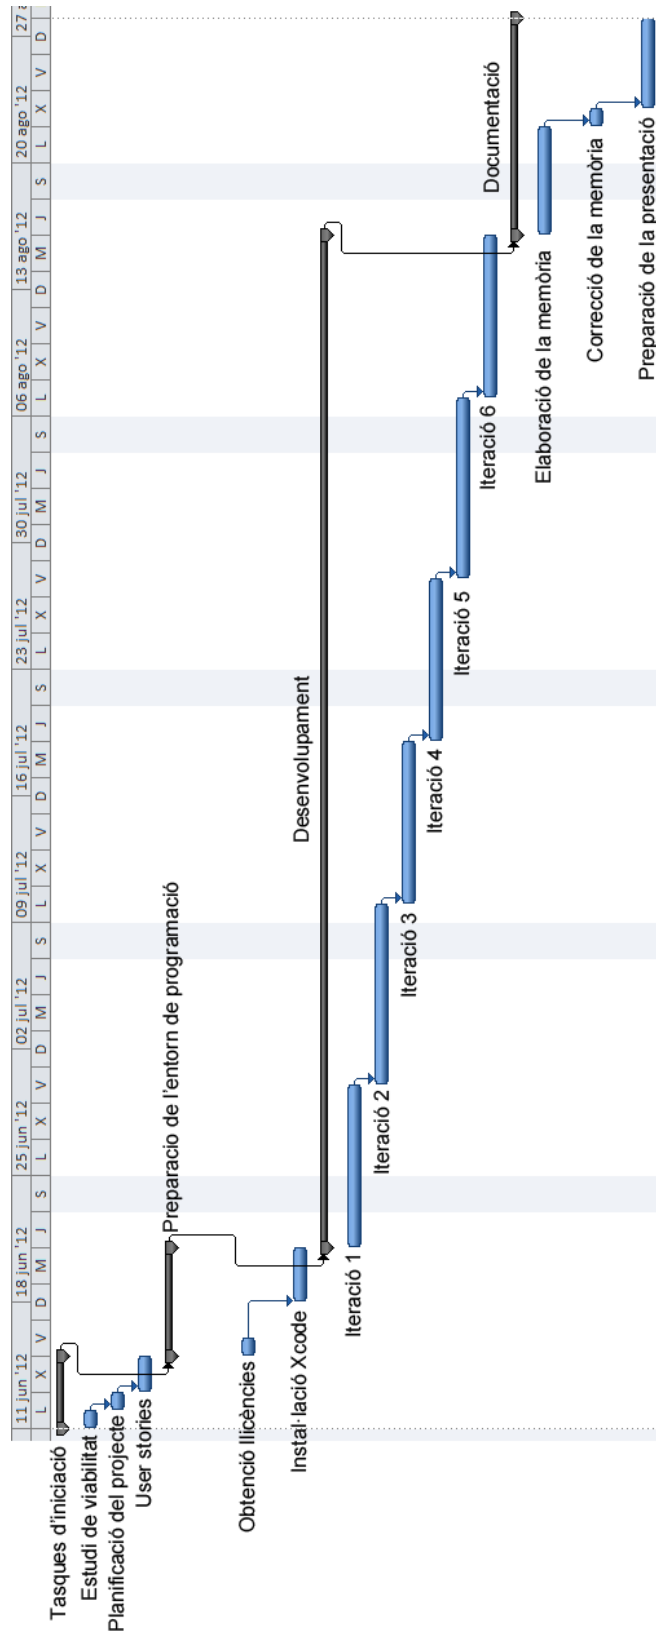 11 jun '12 18 jun '12 25 jun '12 02 jul '12 09 jul '12 16 jul '12 23 jul '12 30 jul '12 06 ago '12 13 ago '12 20 ago '12 27 a
L X V D M J S L X V D M J S L X V D M J S L X V D M J S L X V D M J S L X V D
Tasques d'iniciació
Estudi de viabilitat
Planificació del projecte
User stories
Preparacio de l'entorn de programació
Obtenció llicències
Instal·lació Xcode
Desenvolupament
Iteració 1
Iteració 2
Iteració 3
Iteració 4
Iteració 5
Iteració 6
Documentació
Elaboració de la memòria
Correcció de la memòria
Preparació de la presentació